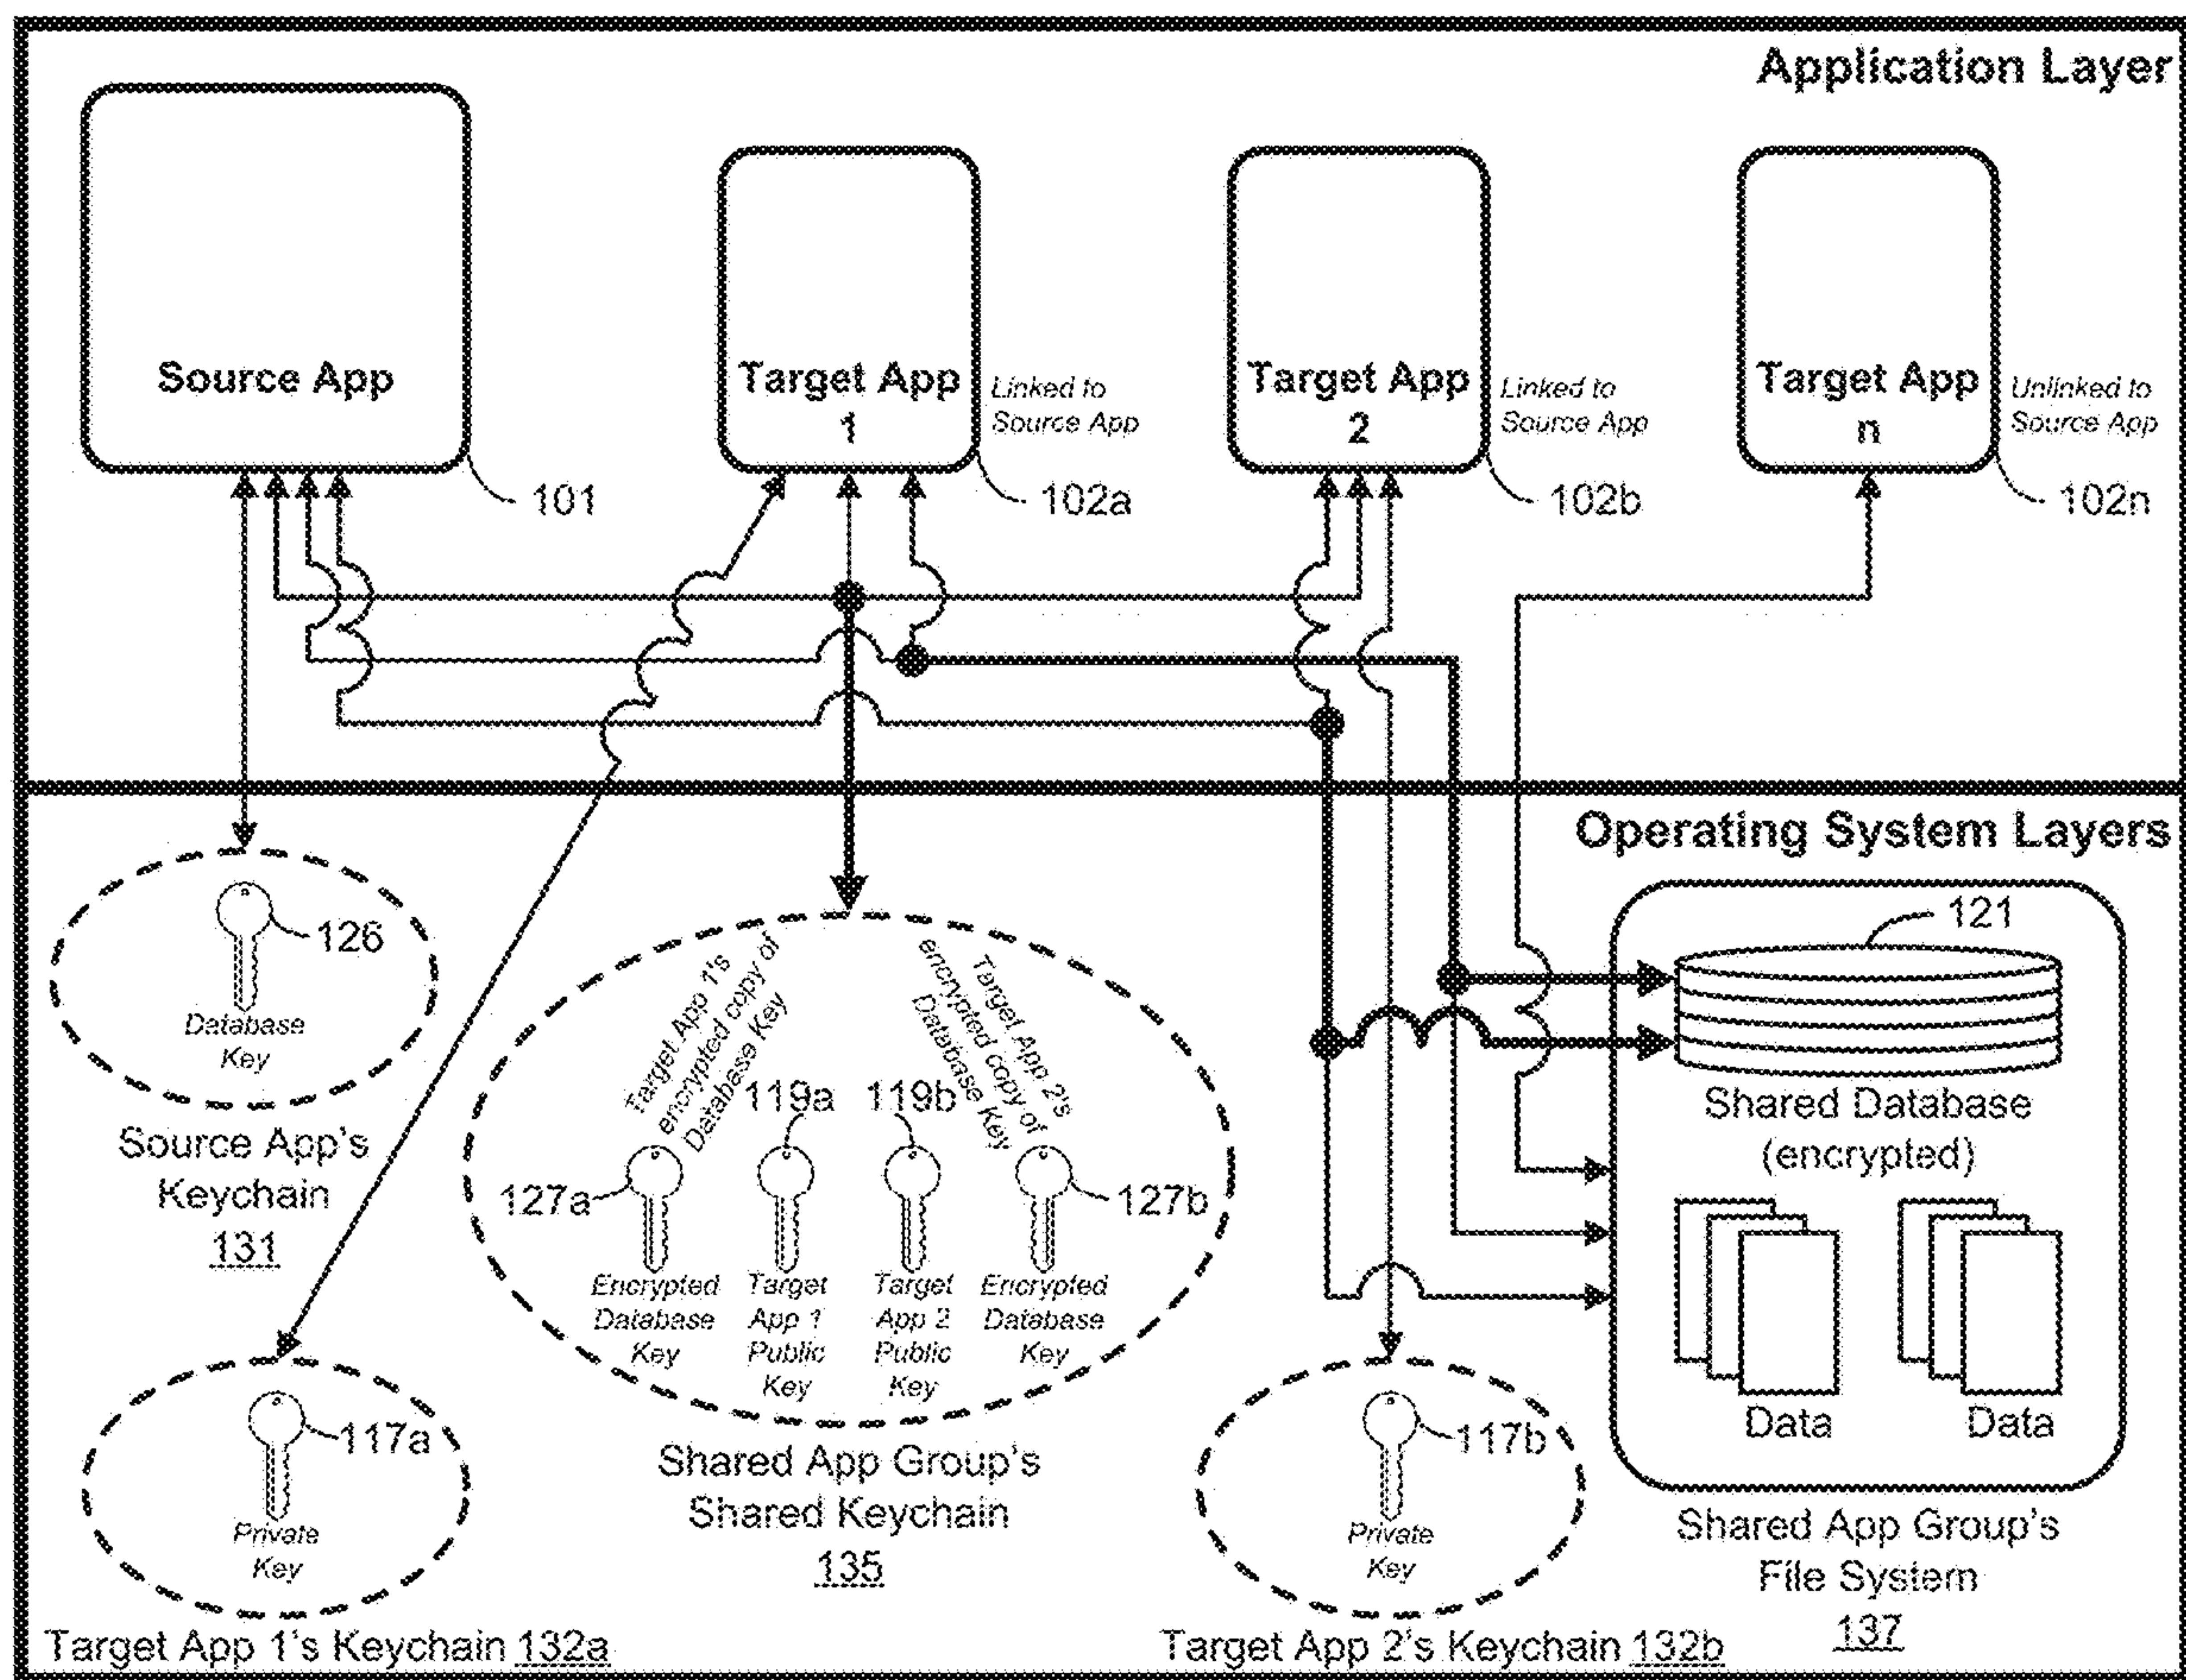 Application Layer
Source App
101
Target App
1
Linked to
Source App
102a
Target App
2
Linked to
Source App
102b
Target App
n
Unlinked to
Source App
102n
Operating System Layers
126
Database
Key
Source App's
Keychain
131
Target App 1's
encrypted copy of
Database Key
Target App 2's
encrypted copy of
Database Key
119a
119b
127a
127b
Encrypted
Database
Key
Target
App 1
Public
Key
Target
App 2
Public
Key
Encrypted
Database
Key
Shared App Group's
Shared Keychain
135
121
Shared Database
(encrypted)
Data
Data
Shared App Group's
File System
137
117a
Private
Key
Target App 1's Keychain 132a
117b
Private
Key
Target App 2's Keychain 132b